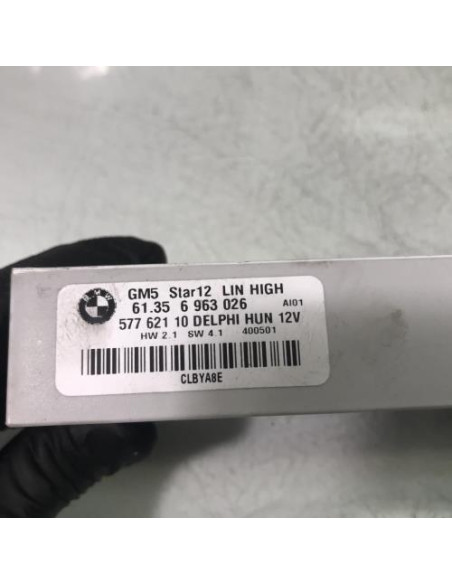 BMW
GM5 Star12 LIN HIGH
61.35 6 963 026 AI01
577 621 10 DELPHI HUN 12V
HW 2.1 SW 4.1 400501
CLBYA8E